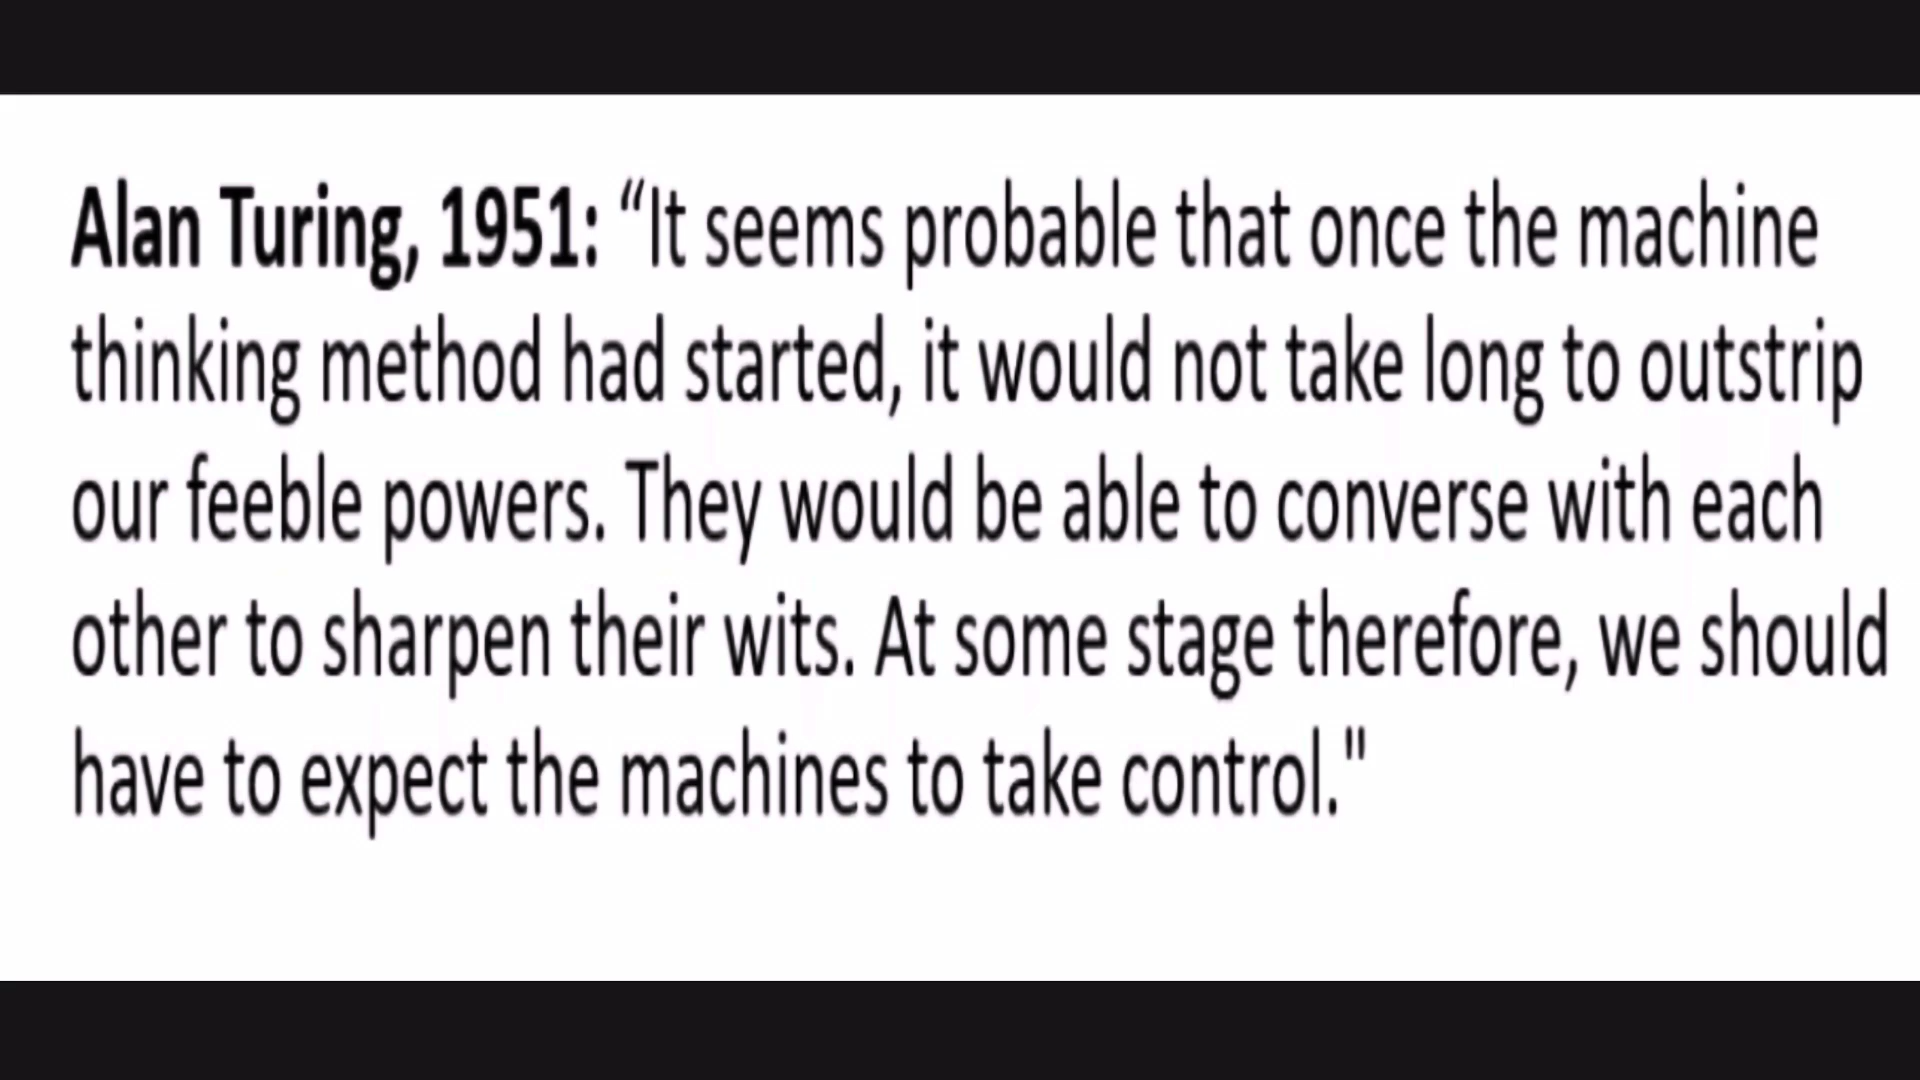 Alan Turing, 1951: “It seems probable that once the machine
thinking method had started, it would not take long to outstrip
our feeble powers. They would be able to converse with each
other to sharpen their wits. At some stage therefore, we should
have to expect the machines to take control."